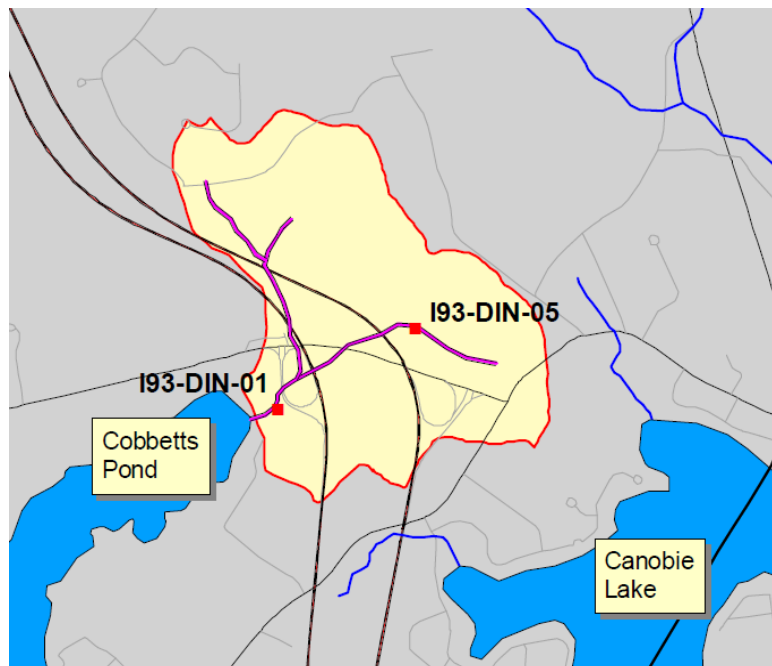 I93-DIN-05
I93-DIN-01
Cobbetts
Pond
Canobie
Lake